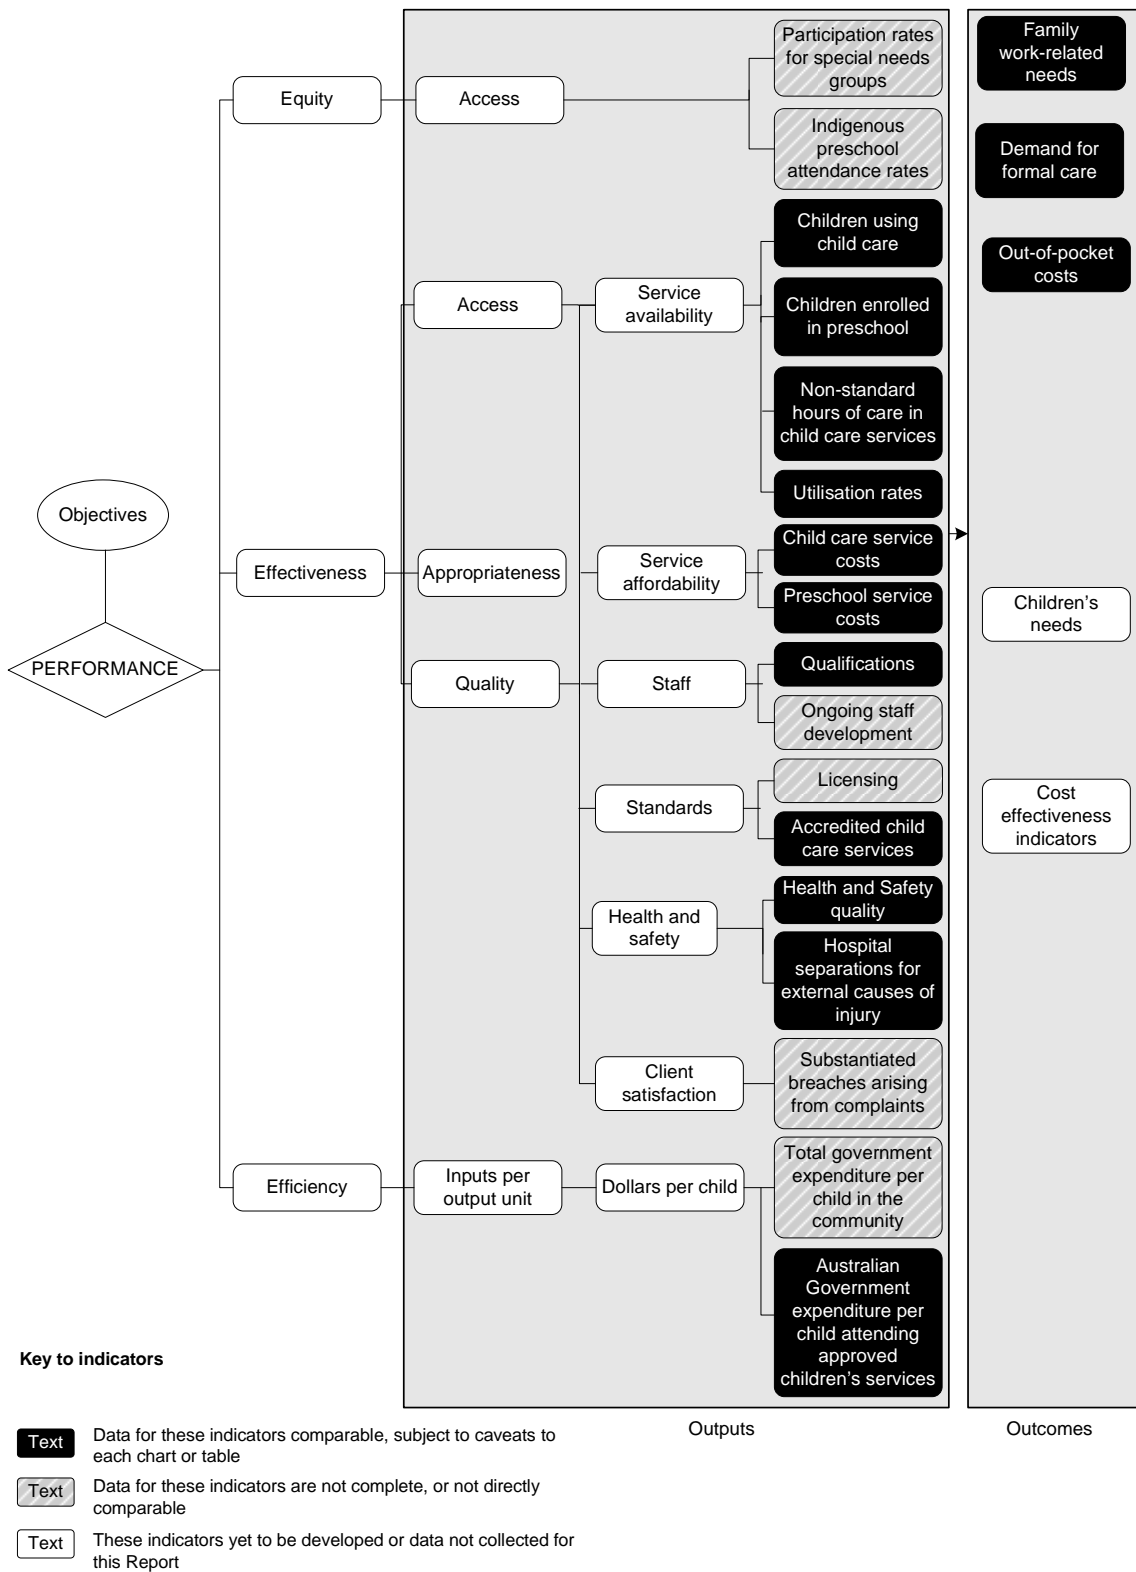 Participation rates
for special needs
groups
Family
work-related
needs
Equity
Access
Indigenous
preschool
attendance rates
Demand for
formal care
Children using
child care
Out-of-pocket
costs
Access
Service
availability
Children enrolled
in preschool
Non-standard
hours of care in
child care services
Utilisation rates
Objectives
Effectiveness
Appropriateness
Service
affordability
Child care service
costs
Preschool service
costs
Children's
needs
PERFORMANCE
Quality
Staff
Qualifications
Ongoing staff
development
Standards
Licensing
Accredited child
care services
Cost
effectiveness
indicators
Health and
safety
Health and Safety
quality
Hospital
separations for
external causes of
injury
Client
satisfaction
Substantiated
breaches arising
from complaints
Efficiency
Inputs per
output unit
Dollars per child
Total government
expenditure per
child in the
community
Australian
Government
expenditure per
child attending
approved
children's services
Outputs
Outcomes
Key to indicators
Text
Data for these indicators comparable, subject to caveats to
each chart or table
Text
Data for these indicators are not complete, or not directly
comparable
Text
These indicators yet to be developed or data not collected for
this Report